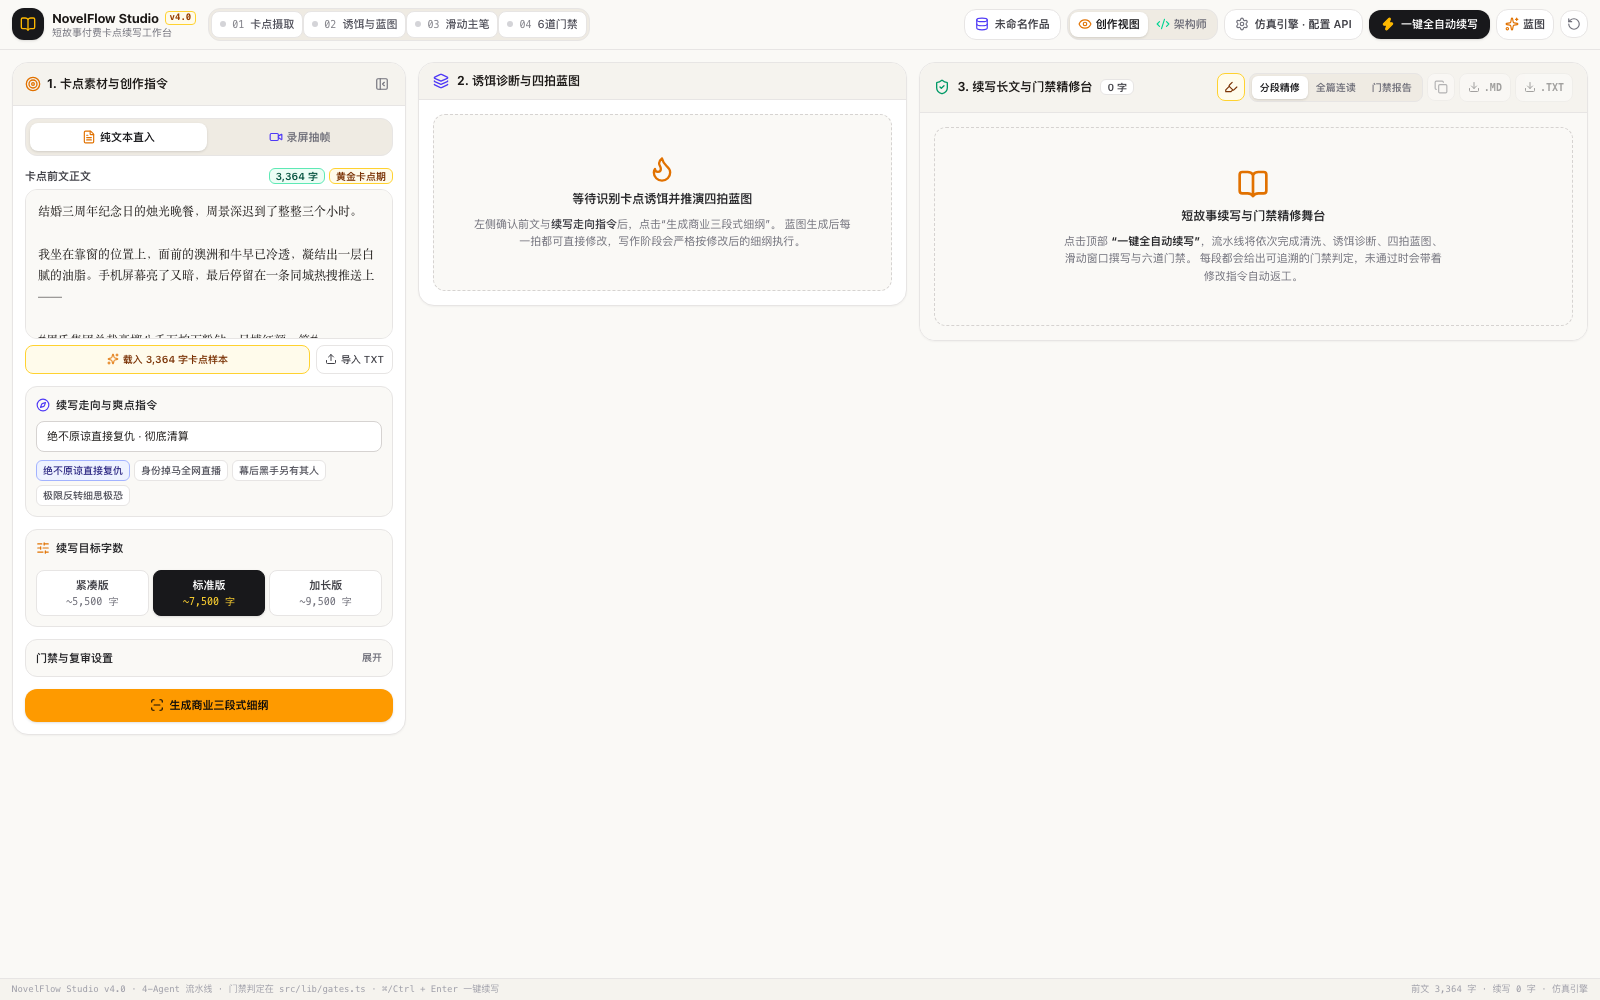 NovelFlow Studio v4.0
短故事付费卡点续写工作台
01 卡点摄取
02 诱饵与蓝图
03 滑动主笔
04 6道门禁
未命名作品
创作视图
架构师
仿真引擎 · 配置 API
一键全自动续写
蓝图
1. 卡点素材与创作指令
纯文本直入
录屏抽帧
卡点前文正文
3,364 字
黄金卡点期
结婚三周年纪念日的烛光晚餐，周景深迟到了整整三个小时。
我坐在靠窗的位置上，面前的澳洲和牛早已冷透，凝结出一层白
腻的油脂。手机屏幕亮了又暗，最后停留在一条同城热搜推送上
——
载入 3,364 字卡点样本
导入 TXT
续写走向与爽点指令
绝不原谅直接复仇 · 彻底清算
绝不原谅直接复仇
身份掉马全网直播
幕后黑手另有其人
极限反转细思极恐
续写目标字数
紧凑版
~5,500 字
标准版
~7,500 字
加长版
~9,500 字
门禁与复审设置
展开
生成商业三段式细纲
2. 诱饵诊断与四拍蓝图
等待识别卡点诱饵并推演四拍蓝图
左侧确认前文与续写走向指令后，点击“生成商业三段式细纲”。 蓝图生成后每
一拍都可直接修改，写作阶段会严格按修改后的细纲执行。
3. 续写长文与门禁精修台
0 字
分段精修
全篇连读
门禁报告
.MD
.TXT
短故事续写与门禁精修舞台
点击顶部 “一键全自动续写”，流水线将依次完成清洗、诱饵诊断、四拍蓝图、
滑动窗口撰写与六道门禁。 每段都会给出可追溯的门禁判定，未通过时会带着
修改指令自动返工。
NovelFlow Studio v4.0 · 4-Agent 流水线 · 门禁判定在 src/lib/gates.ts · ⌘/Ctrl + Enter 一键续写
前文 3,364 字 · 续写 0 字 · 仿真引擎